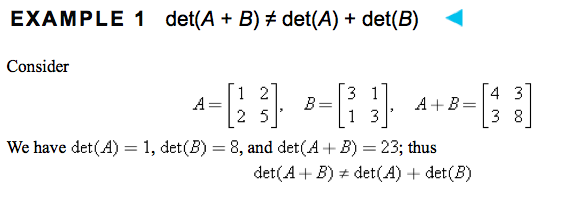 EXAMPLE 1 det(A + B) ≠ det(A) + det(B)
Consider
A = [1 2; 2 5], B = [3 1; 1 3], A + B = [4 3; 3 8]
We have det(A) = 1, det(B) = 8, and det(A + B) = 23; thus
det(A + B) ≠ det(A) + det(B)